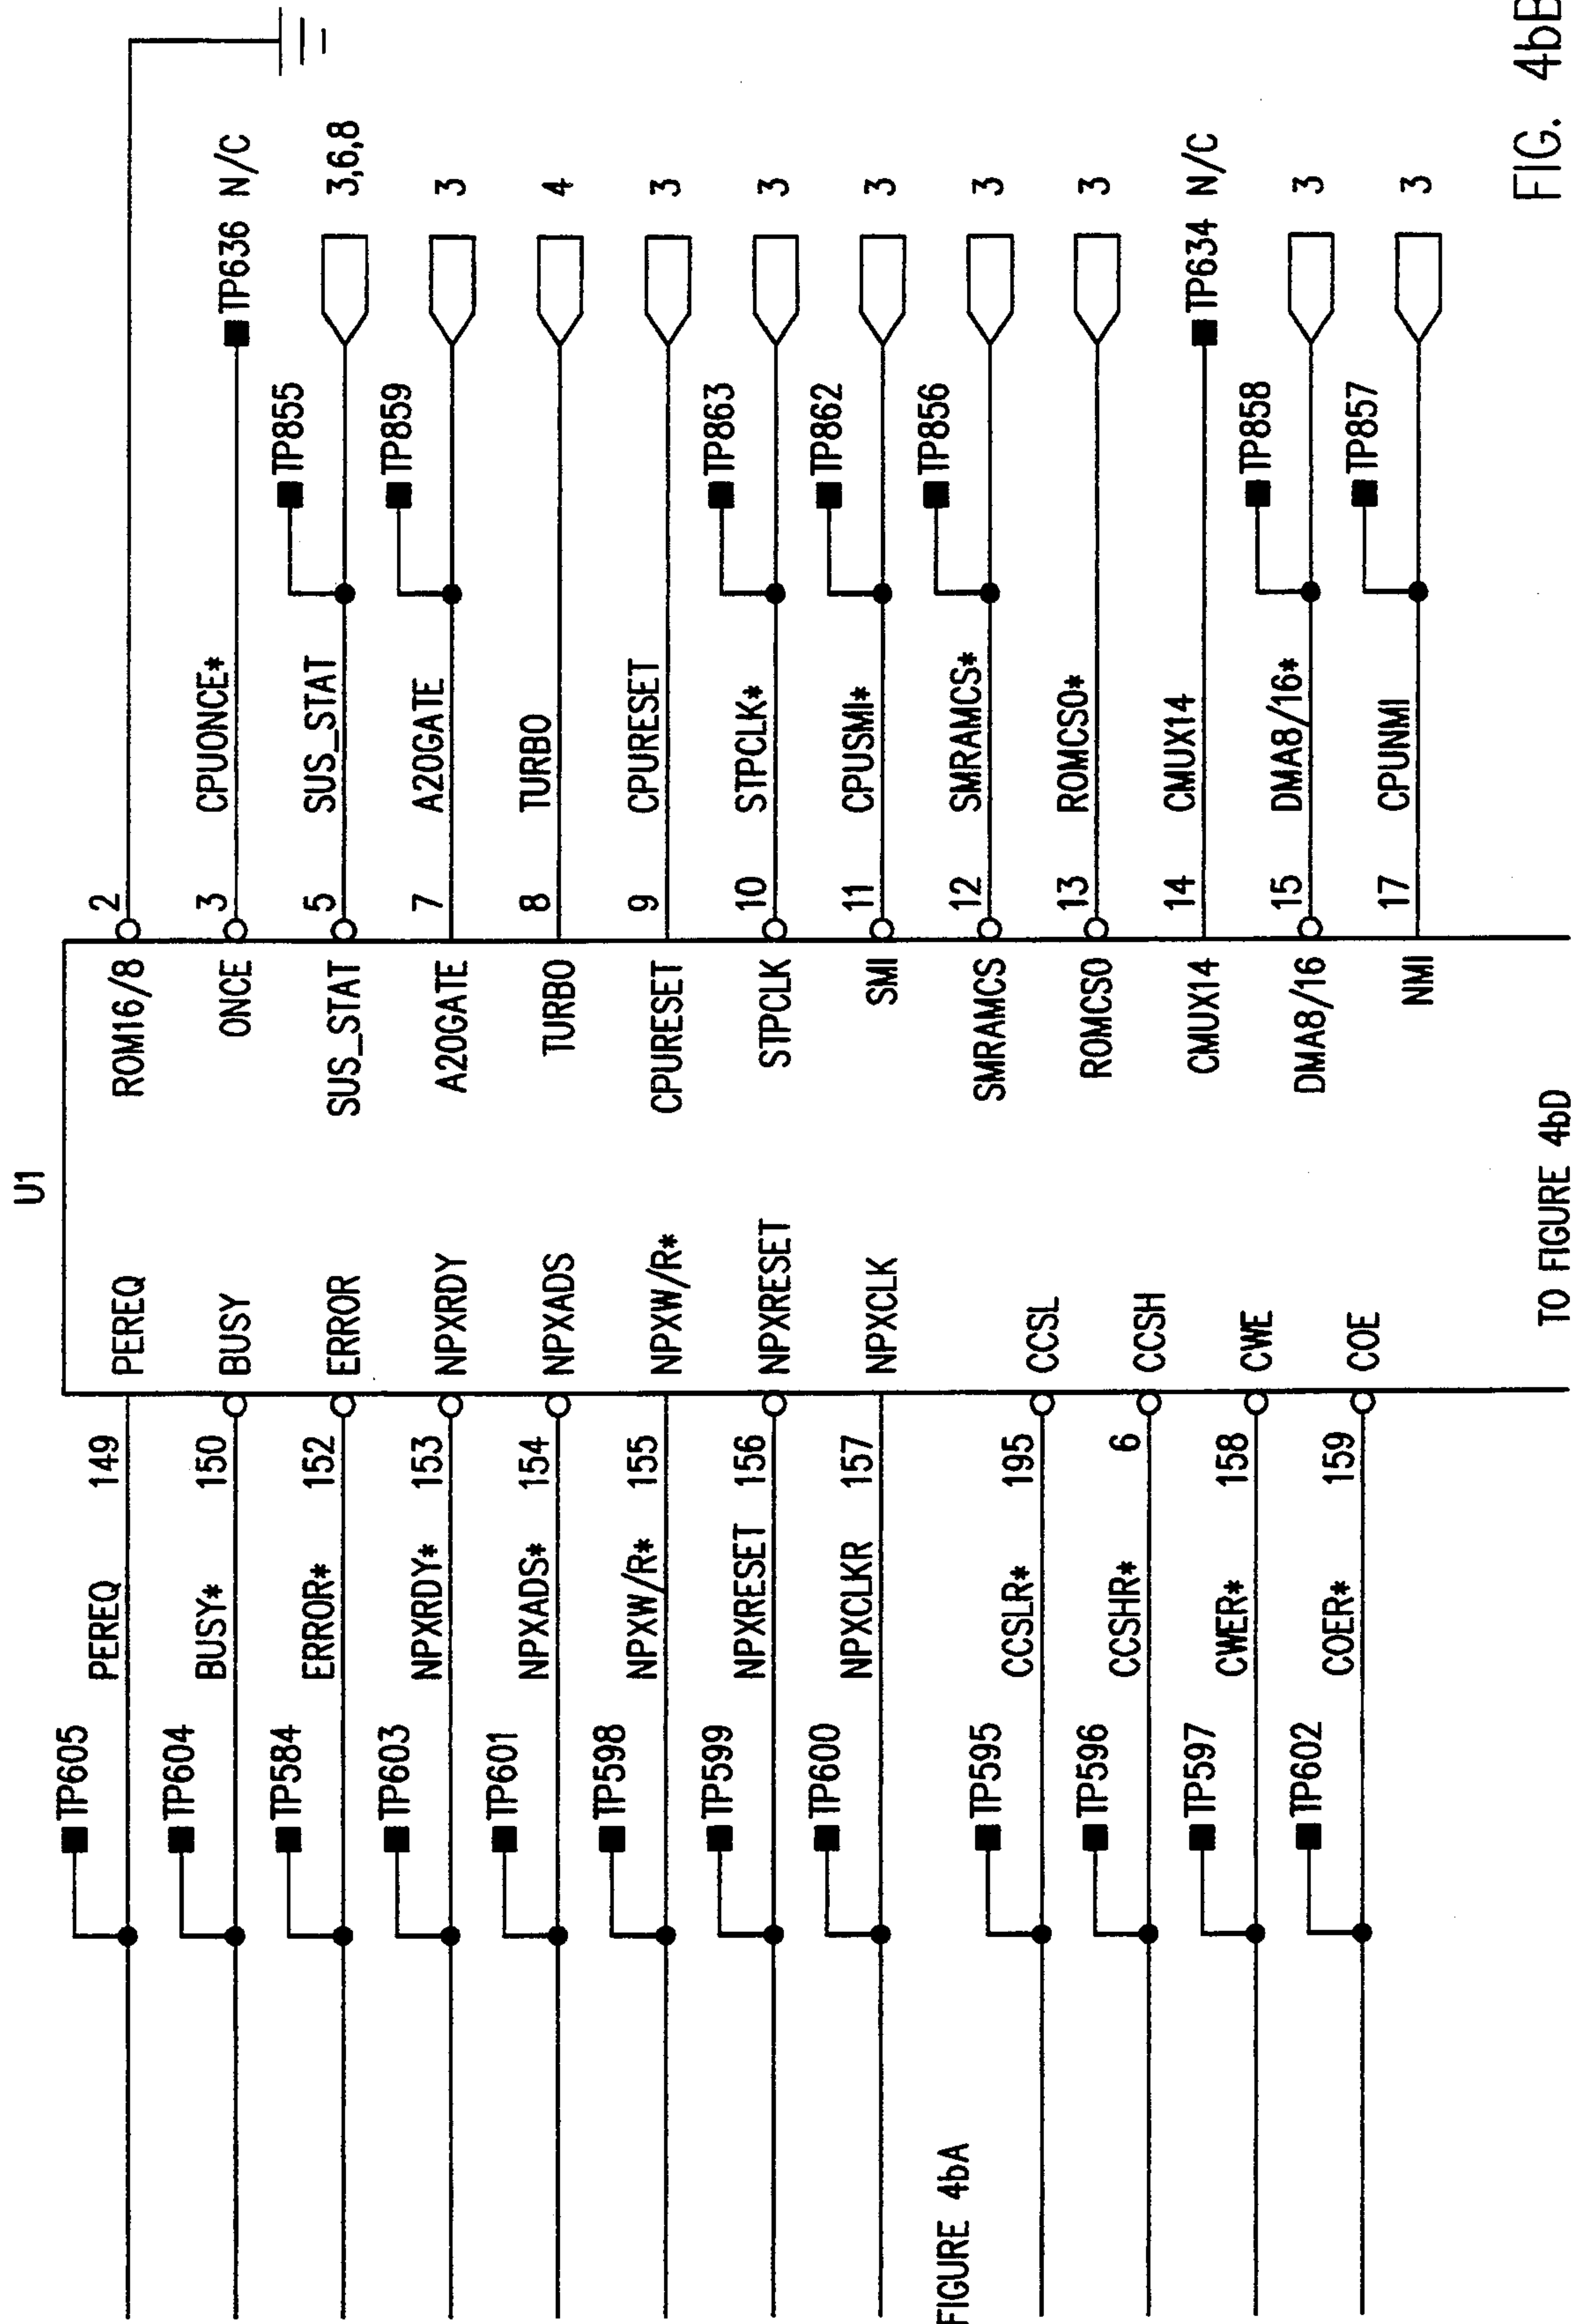 U1
TP605 PEREQ 149 PEREQ ROM16/8 2
TP604 BUSY* 150 BUSY ONCE 3 CPUONCE* TP636 N/C
TP584 ERROR* 152 ERROR SUS_STAT 5 SUS_STAT TP855 3,6,8
TP603 NPXRDY* 153 NPXRDY A20GATE 7 A20GATE TP859 3
TP601 NPXADS* 154 NPXADS TURBO 8 TURBO 4
TP598 NPXW/R* 155 NPXW/R* CPURESET 9 CPURESET 3
TP599 NPXRESET 156 NPXRESET STPCLK 10 STPCLK* TP863 3
TP600 NPXCLKR 157 NPXCLK SMI 11 CPUSMI* TP862 3
FIGURE 4bA
SMRAMCS 12 SMRAMCS* TP856 3
TP595 CCSLR* 195 CCSL ROMCS0 13 ROMCS0* 3
TP596 CCSHR* 6 CCSH CMUX14 14 CMUX14 TP634 N/C
TP597 CWER* 158 CWE DMA8/16 15 DMA8/16* TP858 3
TP602 COER* 159 COE NMI 17 CPUNMI TP857 3
TO FIGURE 4bD
FIG. 4bB